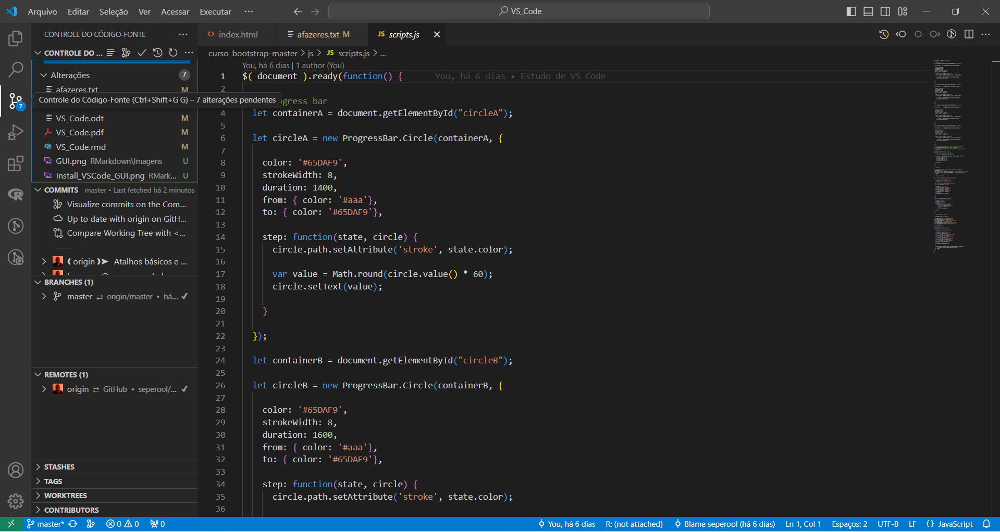 Arquivo Editar Seleção Ver Acessar Executar ···
VS_Code
CONTROLE DO CÓDIGO-FONTE ···
CONTROLE DO ... ···
Alterações 7
afazeres.txt M
Controle do Código-Fonte (Ctrl+Shift+G G) – 7 alterações pendentes
7
VS_Code.odt M
VS_Code.pdf M
VS_Code.rmd M
GUI.png RMarkdown\Imagens U
Install_VSCode_GUI.png RMark... U
COMMITS master • Last fetched há 2 minutos
Visualize commits on the Com...
Up to date with origin on GitH...
Compare Working Tree with <...
origin Atalhos básicos e ...
BRANCHES (1)
master ⇄ origin/master • há... ✓
REMOTES (1)
origin ⇄ GitHub • seperool/... ✓
STASHES
TAGS
WORKTREES
CONTRIBUTORS
index.html
afazeres.txt M
JS scripts.js
curso_bootstrap-master > js > JS scripts.js > ...
You, há 6 dias | 1 author (You)
1 $( document ).ready(function() { You, há 6 dias • Estudo de VS Code
2
ogress bar
4 let containerA = document.getElementById("circleA");
5
6 let circleA = new ProgressBar.Circle(containerA, {
7
8 color: '#65DAF9',
9 strokeWidth: 8,
10 duration: 1400,
11 from: { color: '#aaa'},
12 to: { color: '#65DAF9'},
13
14 step: function(state, circle) {
15 circle.path.setAttribute('stroke', state.color);
16
17 var value = Math.round(circle.value() * 60);
18 circle.setText(value);
19
20 }
21
22 });
23
24 let containerB = document.getElementById("circleB");
25
26 let circleB = new ProgressBar.Circle(containerB, {
27
28 color: '#65DAF9',
29 strokeWidth: 8,
30 duration: 1600,
31 from: { color: '#aaa'},
32 to: { color: '#65DAF9'},
33
34 step: function(state, circle) {
35 circle.path.setAttribute('stroke', state.color);
36
master* 0 0 0 You, há 6 dias R: (not attached) Blame seperool (há 6 dias) Ln 1, Col 1 Espaços: 2 UTF-8 LF {} JavaScript